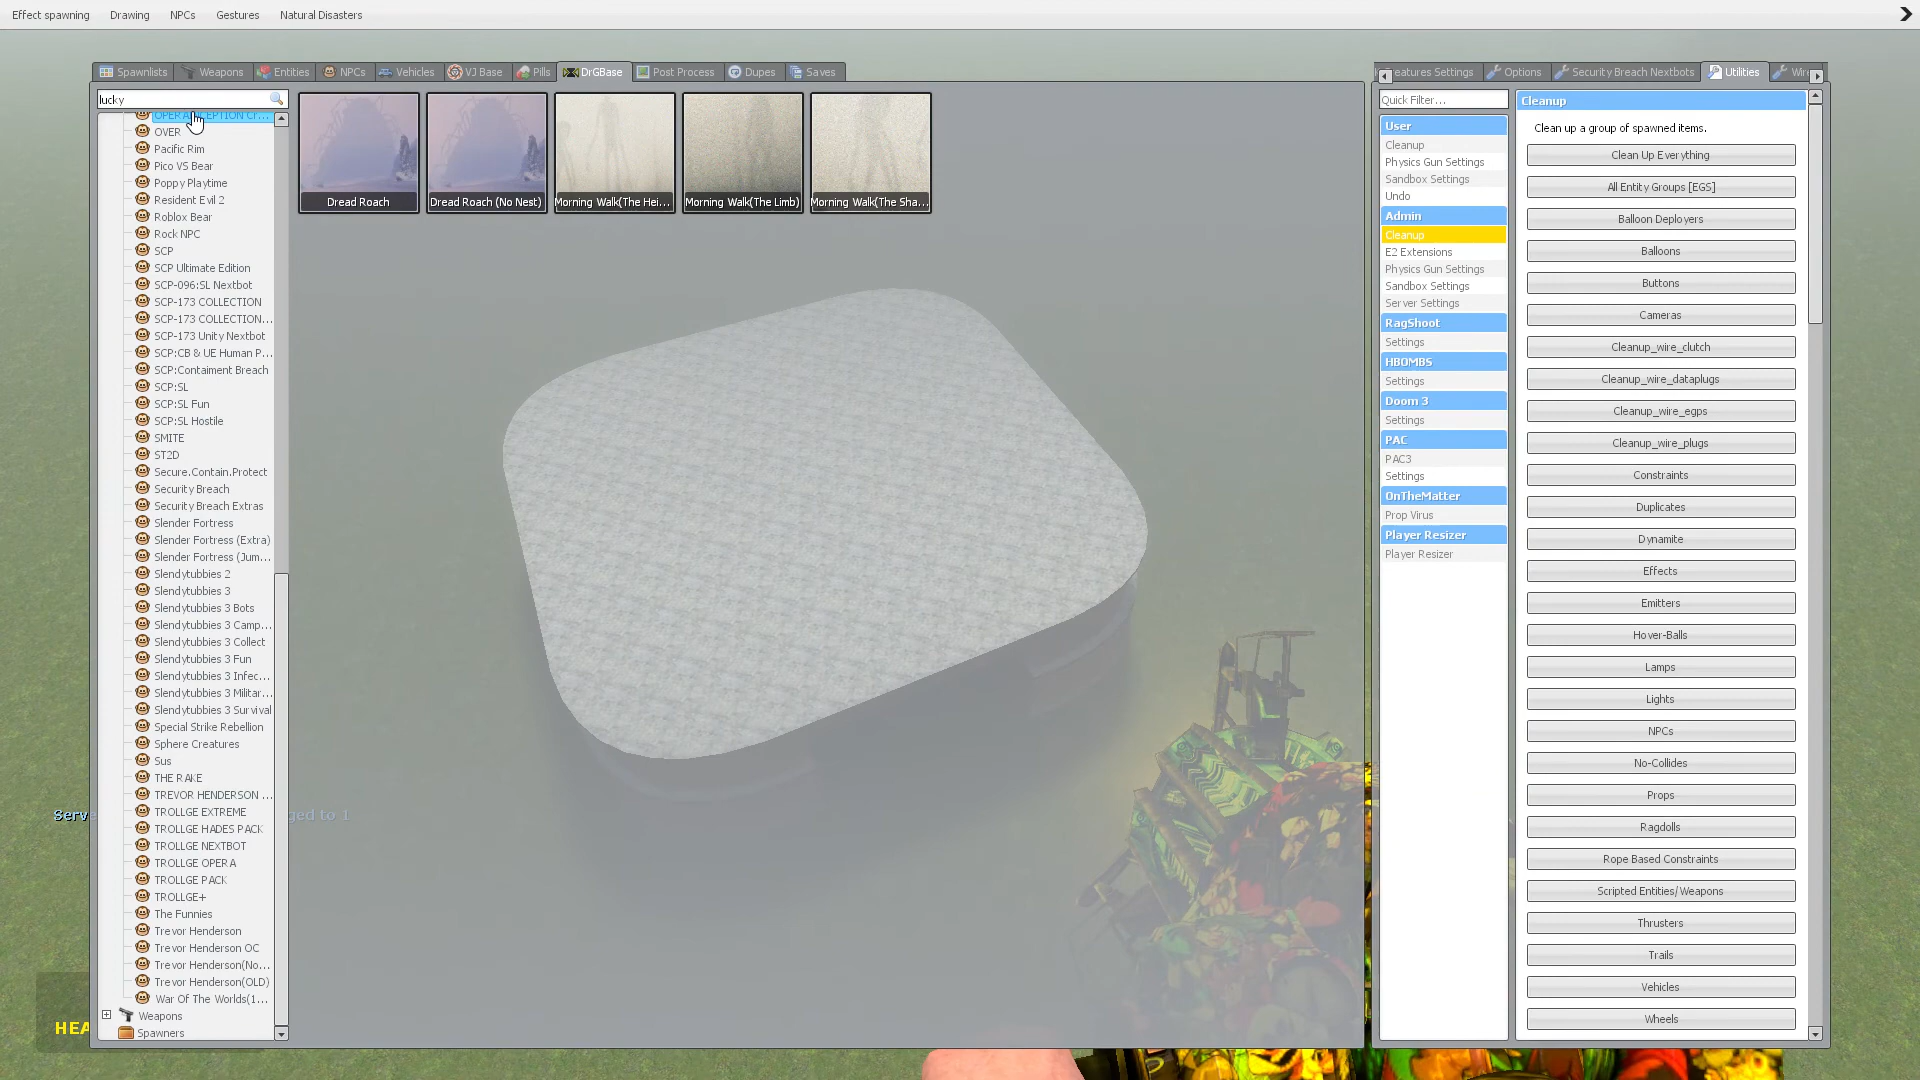 Effect spawning Drawing NPCs Gestures Natural Disasters
Spawnlists Weapons Entities NPCs Vehicles VJ Base Pills DrGBase Post Process Dupes Saves
lucky
OVER
Pacific Rim
Pico VS Bear
Poppy Playtime
Resident Evil 2
Roblox Bear
Rock NPC
SCP
SCP Ultimate Edition
SCP-096:SL Nextbot
SCP-173 COLLECTION
SCP-173 COLLECTION...
SCP-173 Unity Nextbot
SCP:CB & UE Human P...
SCP:Contaiment Breach
SCP:SL
SCP:SL Fun
SCP:SL Hostile
SMITE
ST2D
Secure.Contain.Protect
Security Breach
Security Breach Extras
Slender Fortress
Slender Fortress (Extra)
Slender Fortress (Jum...
Slendytubbies 2
Slendytubbies 3
Slendytubbies 3 Bots
Slendytubbies 3 Camp...
Slendytubbies 3 Collect
Slendytubbies 3 Fun
Slendytubbies 3 Infec...
Slendytubbies 3 Militar...
Slendytubbies 3 Survival
Special Strike Rebellion
Sphere Creatures
Sus
THE RAKE
TREVOR HENDERSON ...
TROLLGE EXTREME
TROLLGE HADES PACK
TROLLGE NEXTBOT
TROLLGE OPERA
TROLLGE PACK
TROLLGE+
The Funnies
Trevor Henderson
Trevor Henderson OC
Trevor Henderson(No...
Trevor Henderson(OLD)
War Of The Worlds(1...
Weapons
Spawners
Dread Roach
Dread Roach (No Nest)
Morning Walk(The Hei...
Morning Walk(The Limb)
Morning Walk(The Sha...
Serv
ged to 1
HEA
eatures Settings Options Security Breach Nextbots Utilities Wire
Quick Filter...
User
Cleanup
Physics Gun Settings
Sandbox Settings
Undo
Admin
Cleanup
E2 Extensions
Physics Gun Settings
Sandbox Settings
Server Settings
RagShoot
Settings
HBOMBS
Settings
Doom 3
Settings
PAC
PAC3
Settings
OnTheMatter
Prop Virus
Player Resizer
Player Resizer
Cleanup
Clean up a group of spawned items.
Clean Up Everything
All Entity Groups [EGS]
Balloon Deployers
Balloons
Buttons
Cameras
Cleanup_wire_clutch
Cleanup_wire_dataplugs
Cleanup_wire_egps
Cleanup_wire_plugs
Constraints
Duplicates
Dynamite
Effects
Emitters
Hover-Balls
Lamps
Lights
NPCs
No-Collides
Props
Ragdolls
Rope Based Constraints
Scripted Entities/Weapons
Thrusters
Trails
Vehicles
Wheels